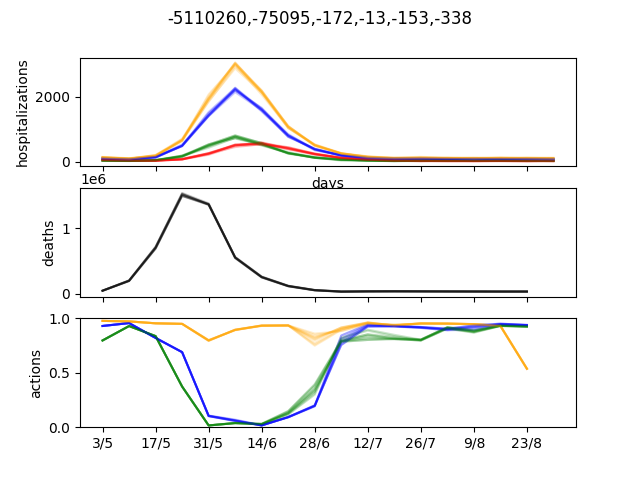 -5110260,-75095,-172,-13,-153,-338
hospitalizations
2000
0
days
1e6
deaths
1
0
actions
1.0
0.5
0.0
3/5 17/5 31/5 14/6 28/6 12/7 26/7 9/8 23/8